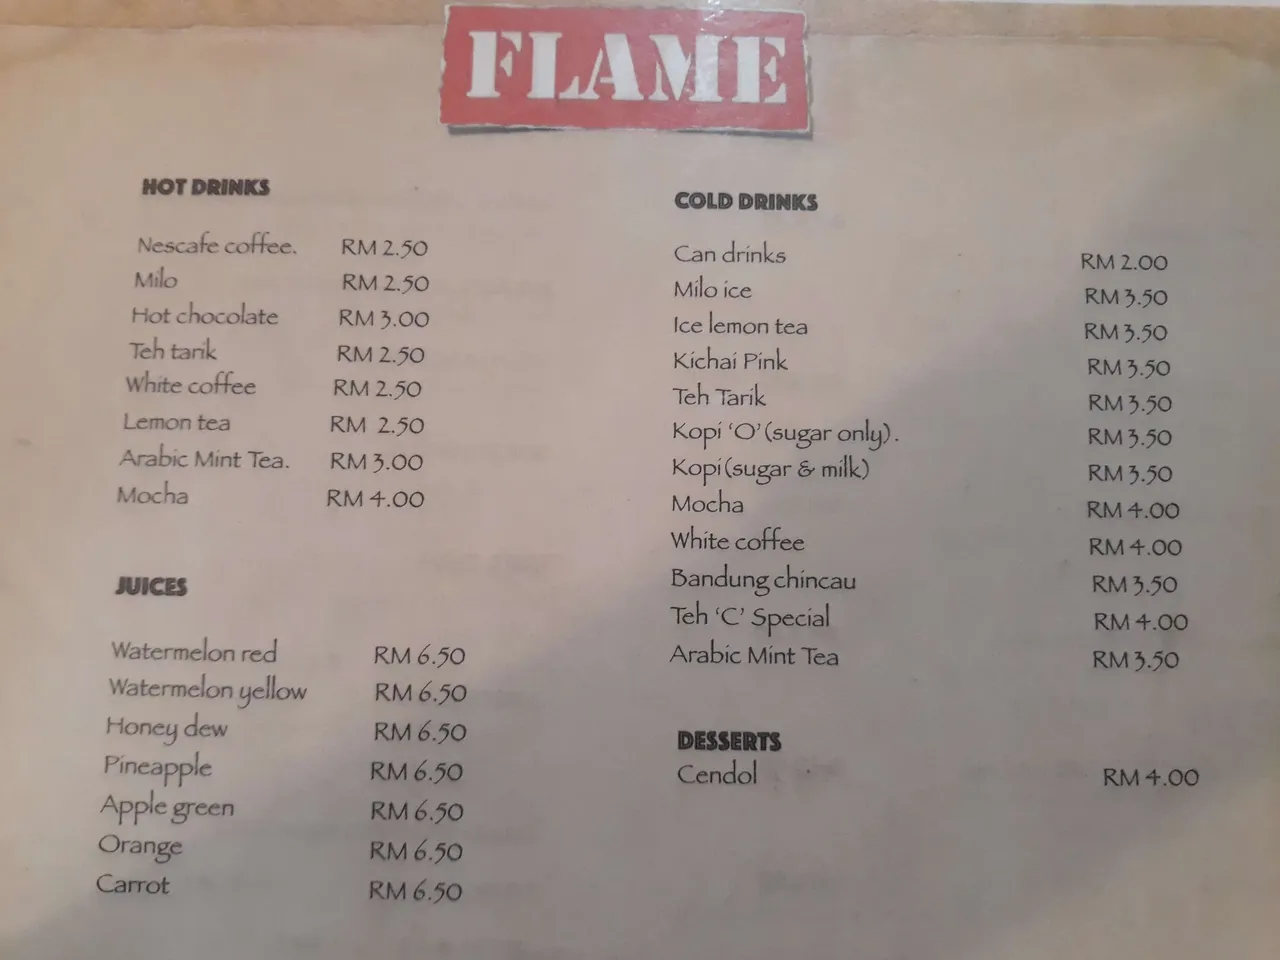 FLAME
HOT DRINKS
Nescafe coffee. RM 2.50
Milo RM 2.50
Hot chocolate RM 3.00
Teh tarik RM 2.50
White coffee RM 2.50
Lemon tea RM 2.50
Arabic Mint Tea. RM 3.00
Mocha RM 4.00
JUICES
Watermelon red RM 6.50
Watermelon yellow RM 6.50
Honey dew RM 6.50
Pineapple RM 6.50
Apple green RM 6.50
Orange RM 6.50
Carrot RM 6.50
COLD DRINKS
Can drinks RM 2.00
Milo ice RM 3.50
Ice lemon tea RM 3.50
Kichai Pink RM 3.50
Teh Tarik RM 3.50
Kopi ‘O’ (sugar only). RM 3.50
Kopi (sugar & milk) RM 3.50
Mocha RM 4.00
White coffee RM 4.00
Bandung chincau RM 3.50
Teh ‘C’ Special RM 4.00
Arabic Mint Tea RM 3.50
DESSERTS
Cendol RM 4.00